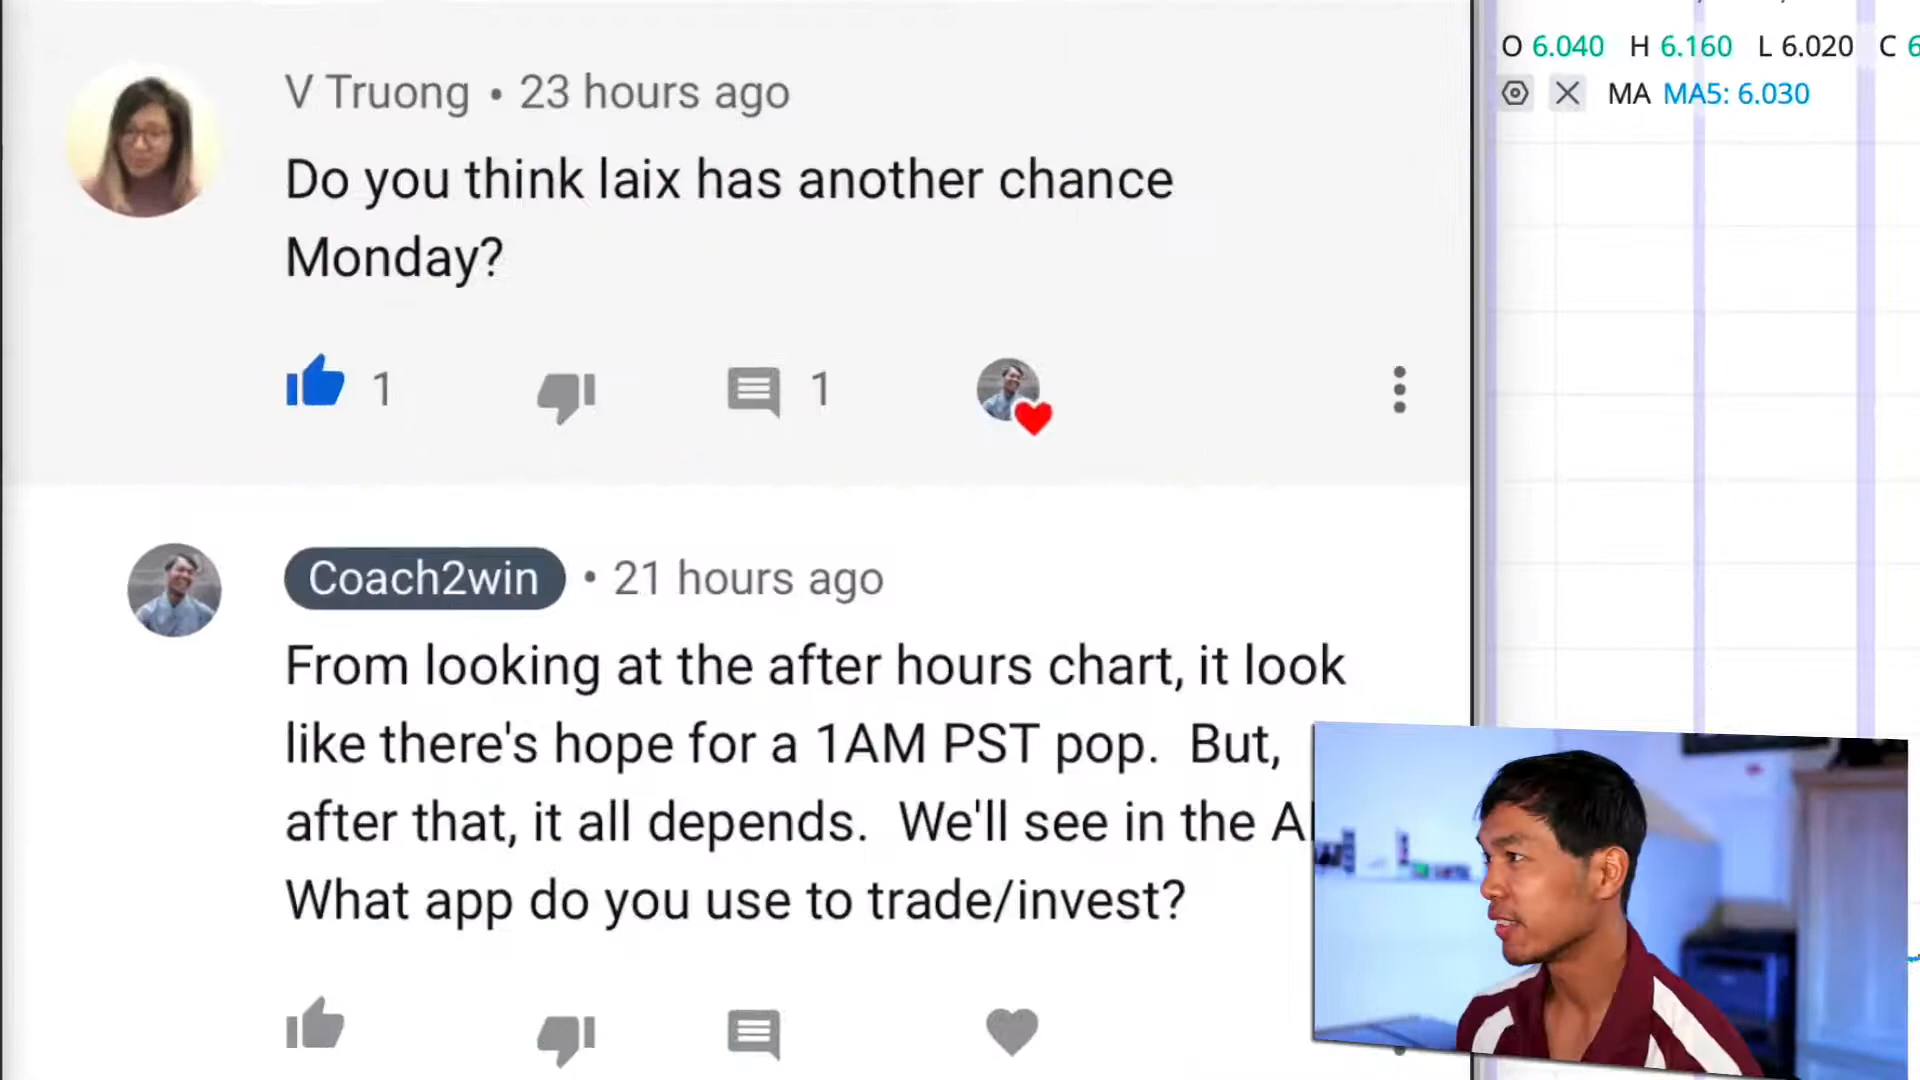 V Truong • 23 hours ago
Do you think laix has another chance
Monday?
1
1
Coach2win • 21 hours ago
From looking at the after hours chart, it look
like there's hope for a 1AM PST pop. But,
after that, it all depends. We'll see in the
What app do you use to trade/invest?
O 6.040 H 6.160 L 6.020 C 6
MA MA5: 6.030